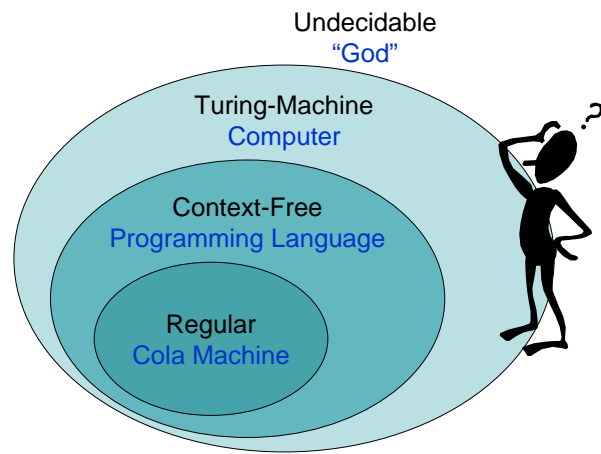 Undecidable
“God”
Turing-Machine
Computer
?
Context-Free
Programming Language
Regular
Cola Machine